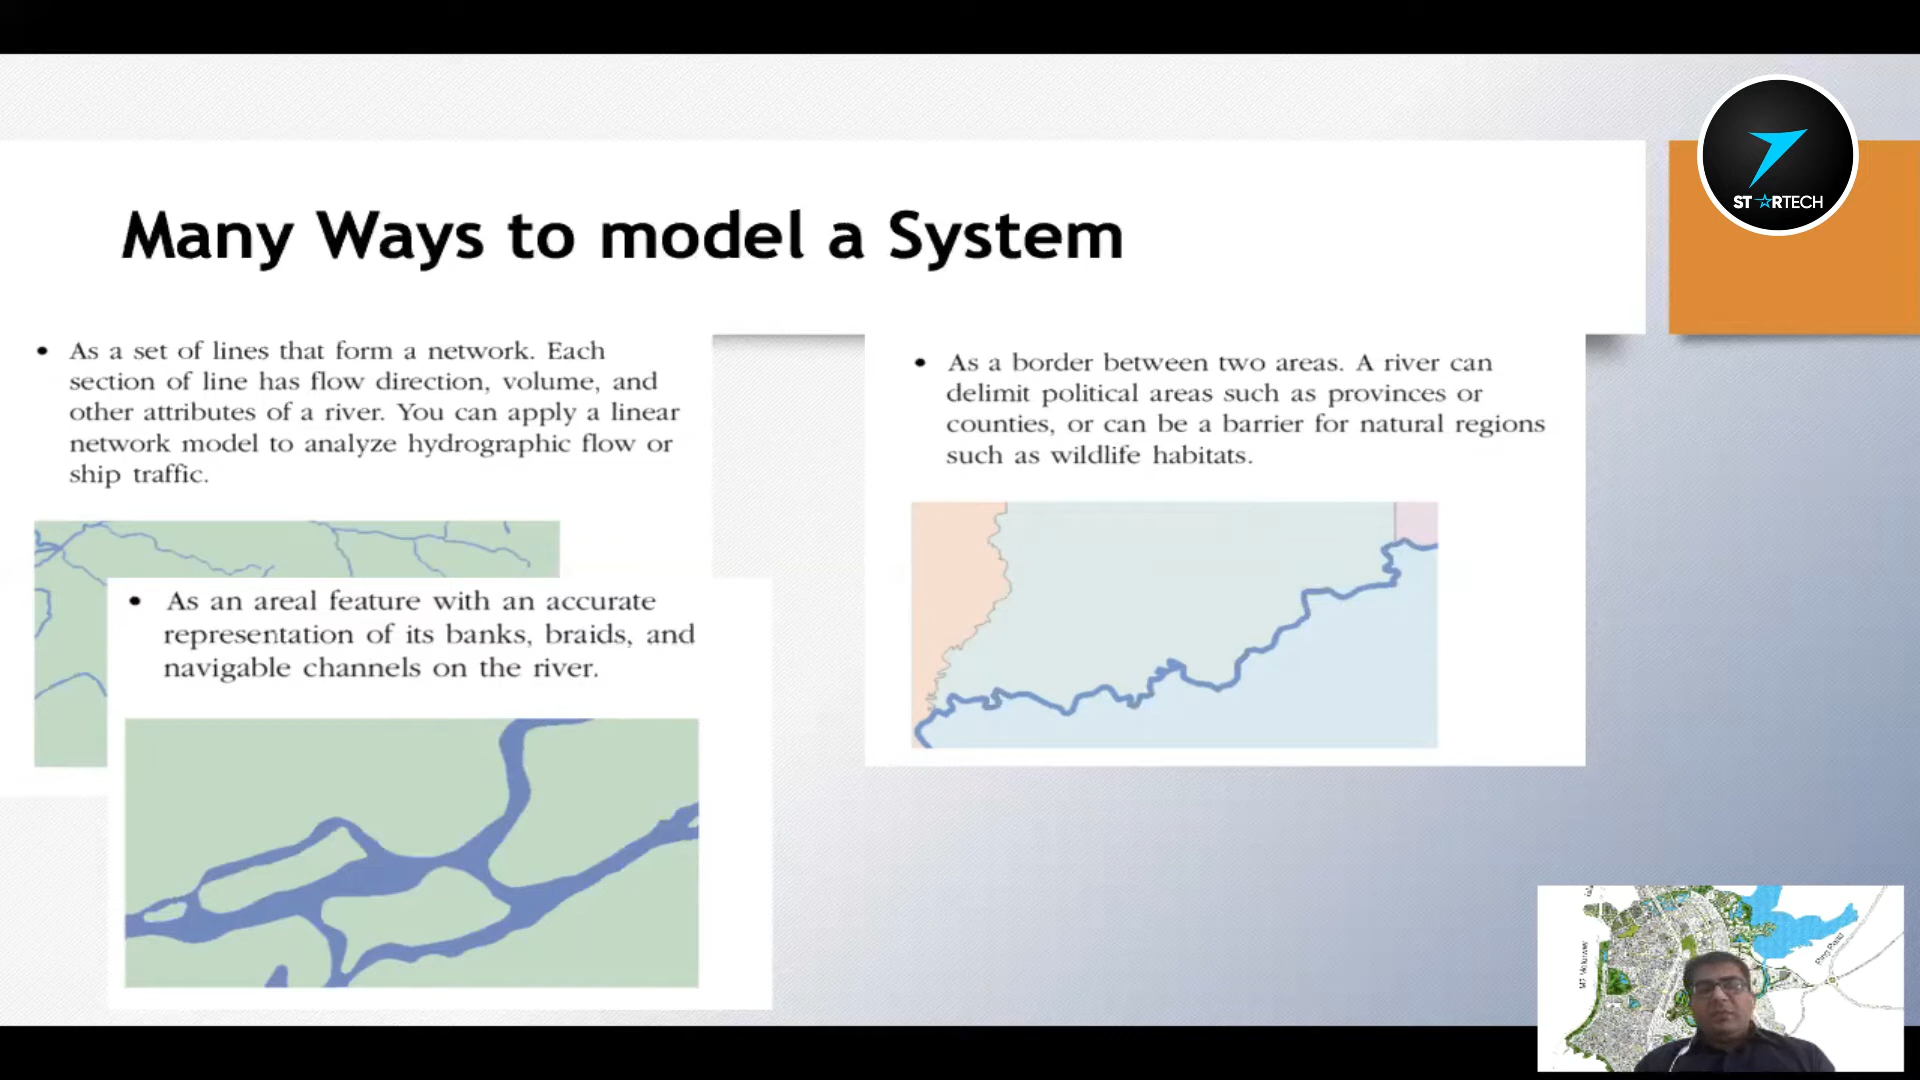 ST☆RTECH
Many Ways to model a System
• As a set of lines that form a network. Each
section of line has flow direction, volume, and
other attributes of a river. You can apply a linear
network model to analyze hydrographic flow or
ship traffic.
• As an areal feature with an accurate
representation of its banks, braids, and
navigable channels on the river.
• As a border between two areas. A river can
delimit political areas such as provinces or
counties, or can be a barrier for natural regions
such as wildlife habitats.
Ring Road